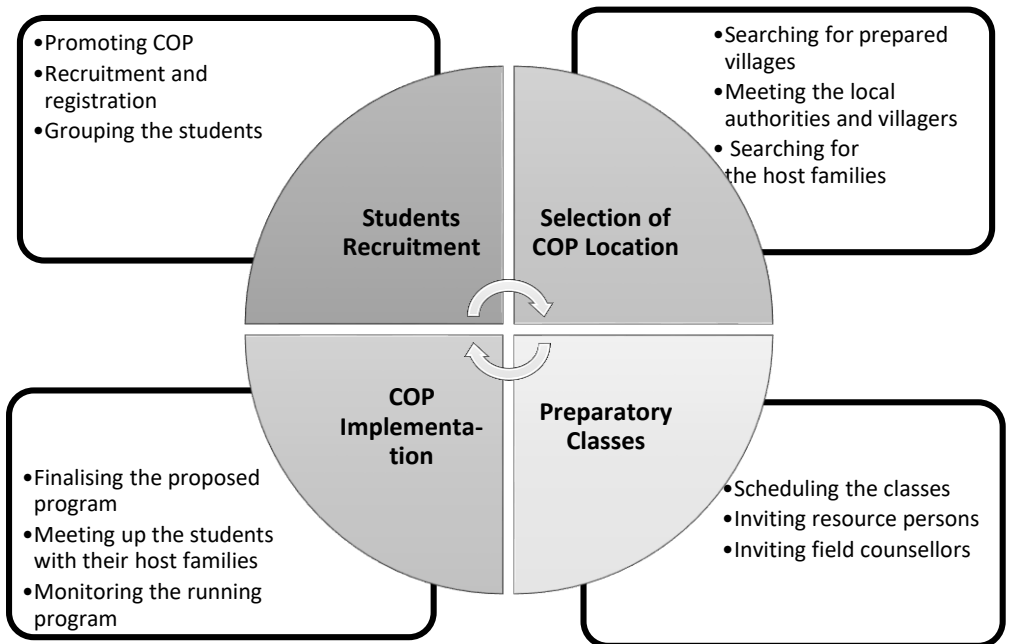 •Promoting COP
•Recruitment and
registration
•Grouping the students
•Searching for prepared
villages
•Meeting the local
authorities and villagers
• Searching for
the host families
Students
Recruitment
Selection of
COP Location
COP
Implementa-
tion
Preparatory
Classes
•Finalising the proposed
program
•Meeting up the students
with their host families
•Monitoring the running
program
•Scheduling the classes
•Inviting resource persons
•Inviting field counsellors